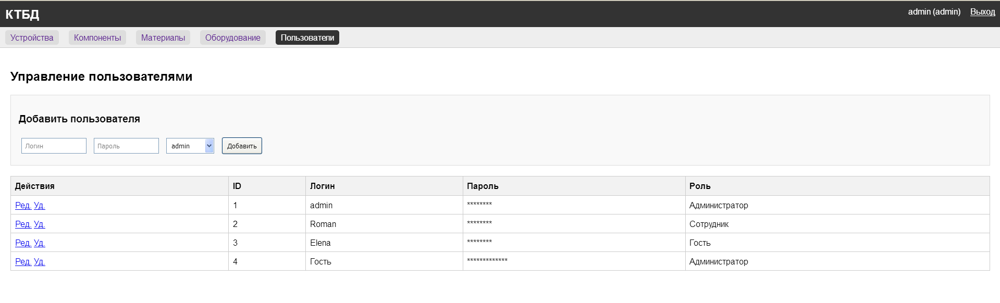 КТБД
admin (admin) Выход
Устройства Компоненты Материалы Оборудование Пользователи
Управление пользователями
Добавить пользователя
Логин Пароль admin Добавить
Действия ID Логин Пароль Роль
Ред. Уд. 1 admin ******** Администратор
Ред. Уд. 2 Roman ******** Сотрудник
Ред. Уд. 3 Elena ******** Гость
Ред. Уд. 4 Гость ************* Администратор